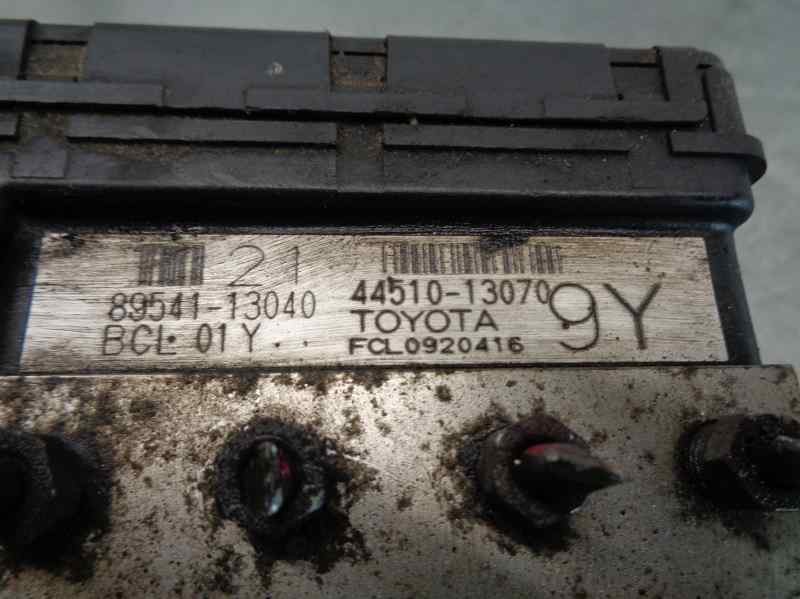 21
89541-13040
BCL 01Y..
44510-13070
TOYOTA
FCL0920416
9Y